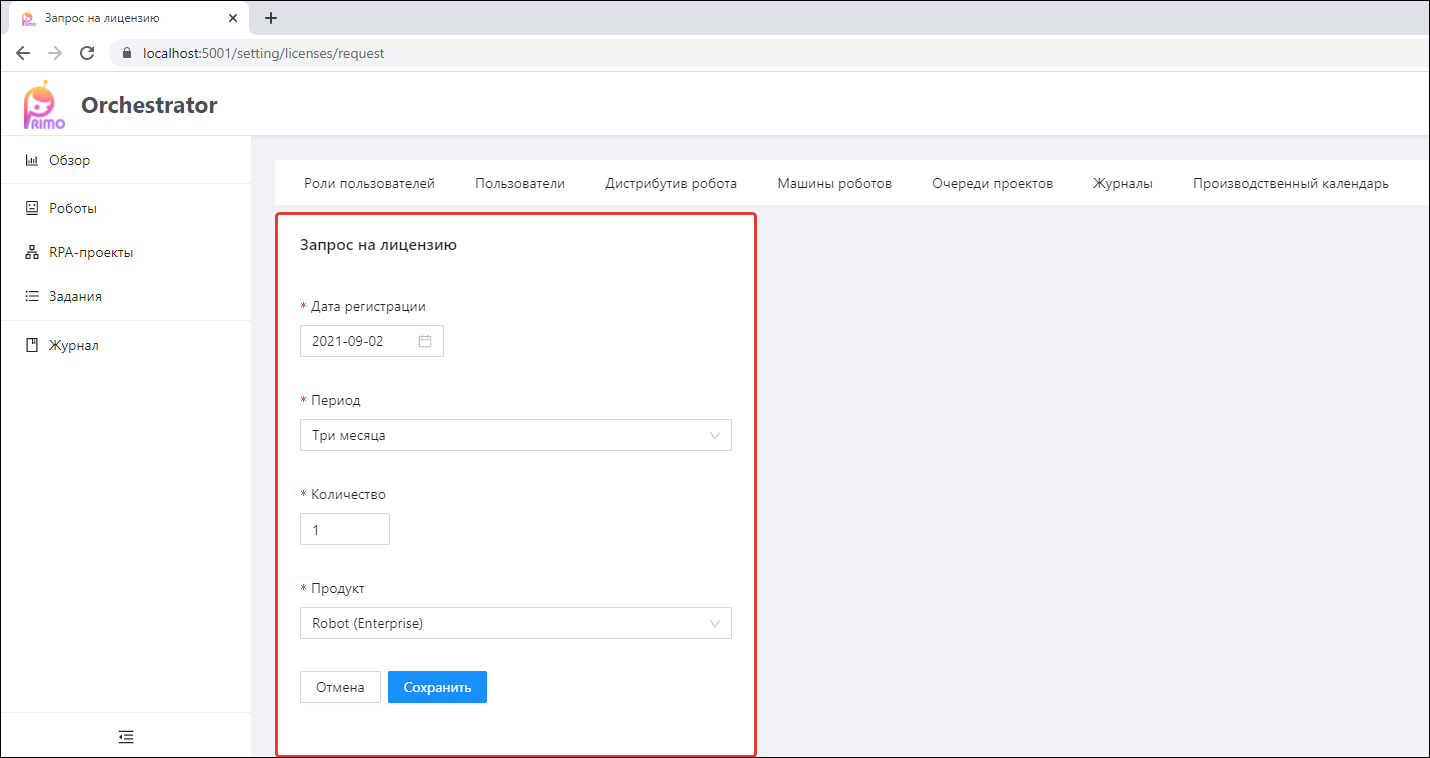 Запрос на лицензию
localhost:5001/setting/licenses/request
PRIMO
Orchestrator
Обзор
Роботы
RPA-проекты
Задания
Журнал
Роли пользователей Пользователи Дистрибутив робота Машины роботов Очереди проектов Журналы Производственный календарь
Запрос на лицензию
* Дата регистрации
2021-09-02
* Период
Три месяца
* Количество
1
* Продукт
Robot (Enterprise)
Отмена Сохранить